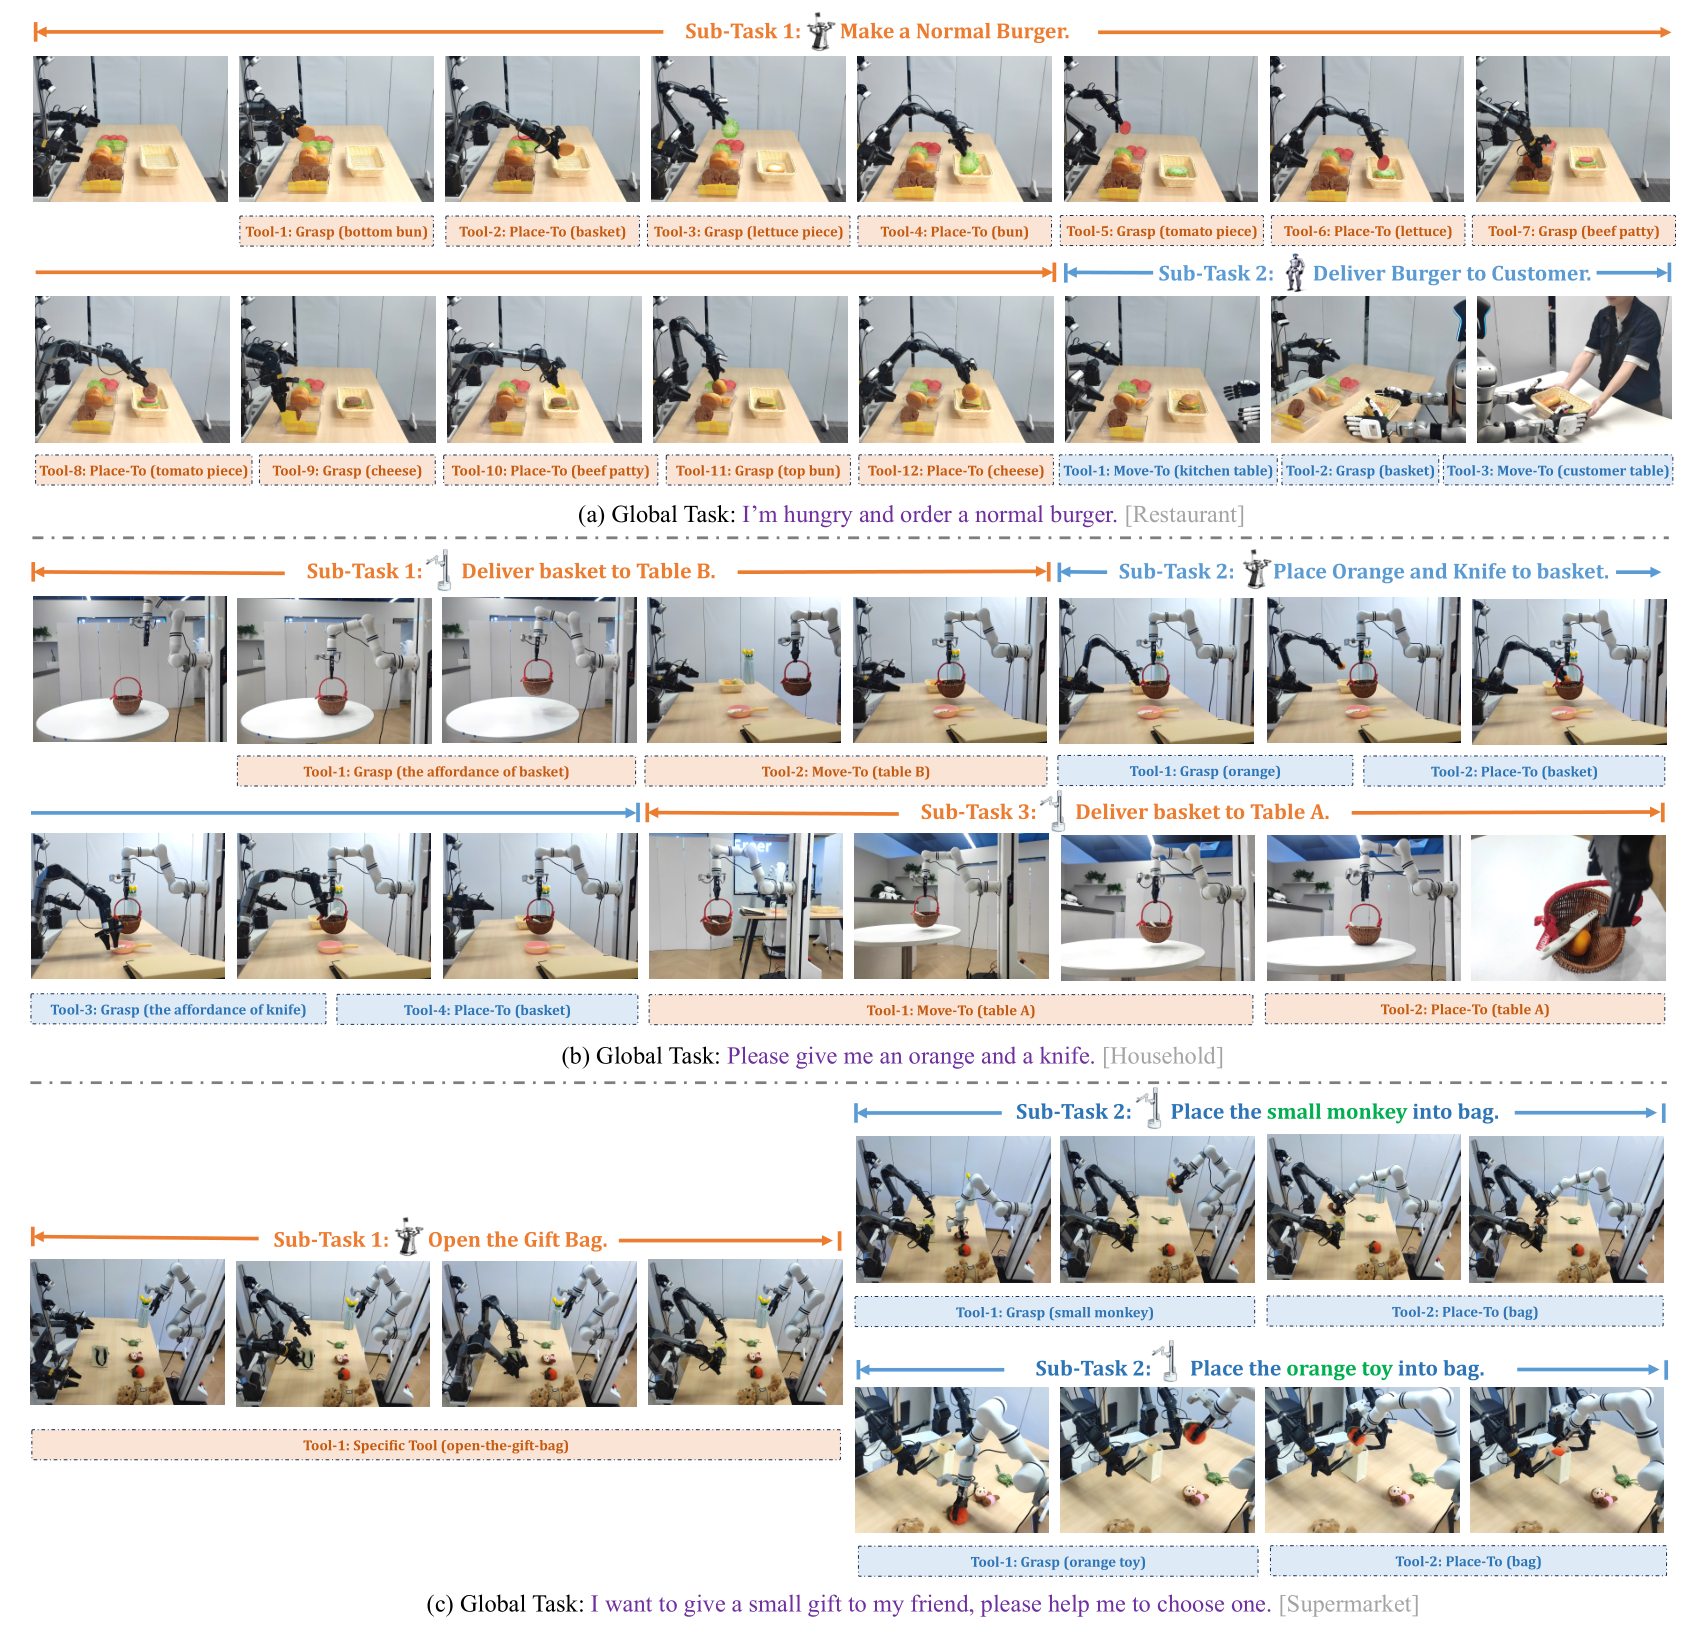 Sub-Task 1: Make a Normal Burger.
Tool-1: Grasp (bottom bun)
Tool-2: Place-To (basket)
Tool-3: Grasp (lettuce piece)
Tool-4: Place-To (bun)
Tool-5: Grasp (tomato piece)
Tool-6: Place-To (lettuce)
Tool-7: Grasp (beef patty)
Sub-Task 2: Deliver Burger to Customer.
Tool-8: Place-To (tomato piece)
Tool-9: Grasp (cheese)
Tool-10: Place-To (beef patty)
Tool-11: Grasp (top bun)
Tool-12: Place-To (cheese)
Tool-1: Move-To (kitchen table)
Tool-2: Grasp (basket)
Tool-3: Move-To (customer table)
(a) Global Task: I'm hungry and order a normal burger. [Restaurant]
Sub-Task 1: Deliver basket to Table B.
Sub-Task 2: Place Orange and Knife to basket.
Tool-1: Grasp (the affordance of basket)
Tool-2: Move-To (table B)
Tool-1: Grasp (orange)
Tool-2: Place-To (basket)
Sub-Task 3: Deliver basket to Table A.
Tool-3: Grasp (the affordance of knife)
Tool-4: Place-To (basket)
Tool-1: Move-To (table A)
Tool-2: Place-To (table A)
(b) Global Task: Please give me an orange and a knife. [Household]
Sub-Task 1: Open the Gift Bag.
Tool-1: Specific Tool (open-the-gift-bag)
Sub-Task 2: Place the small monkey into bag.
Tool-1: Grasp (small monkey)
Tool-2: Place-To (bag)
Sub-Task 2: Place the orange toy into bag.
Tool-1: Grasp (orange toy)
Tool-2: Place-To (bag)
(c) Global Task: I want to give a small gift to my friend, please help me to choose one. [Supermarket]